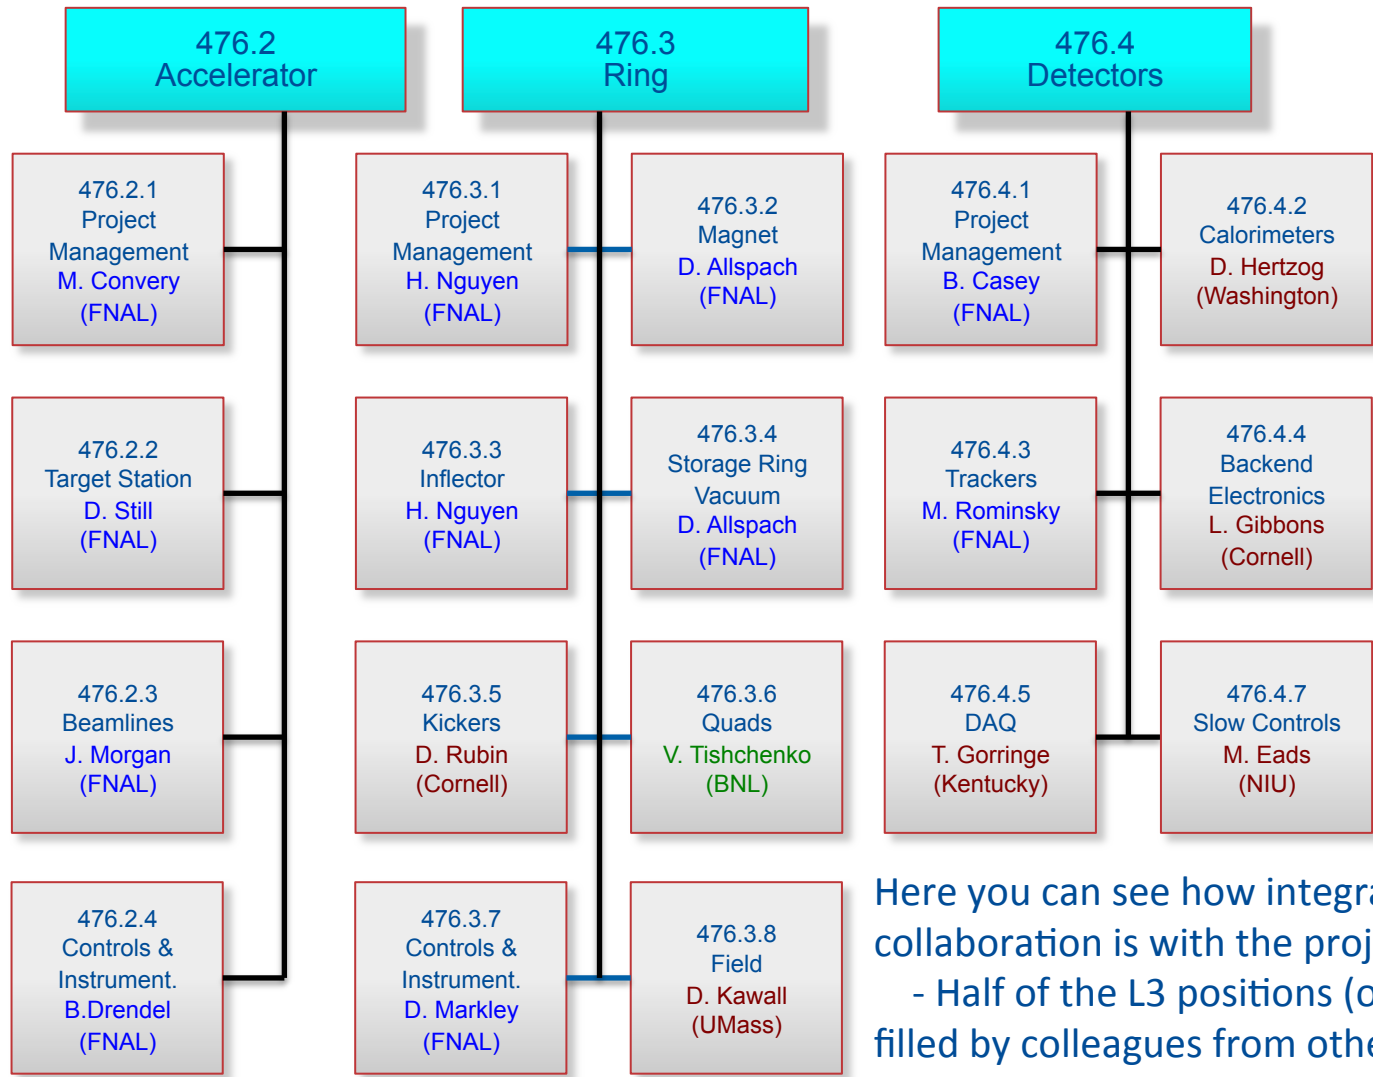 476.2
Accelerator
476.3
Ring
476.4
Detectors
476.2.1
Project
Management
M. Convery
(FNAL)
476.3.1
Project
Management
H. Nguyen
(FNAL)
476.3.2
Magnet
D. Allspach
(FNAL)
476.4.1
Project
Management
B. Casey
(FNAL)
476.4.2
Calorimeters
D. Hertzog
(Washington)
476.2.2
Target Station
D. Still
(FNAL)
476.3.3
Inflector
H. Nguyen
(FNAL)
476.3.4
Storage Ring
Vacuum
D. Allspach
(FNAL)
476.4.3
Trackers
M. Rominsky
(FNAL)
476.4.4
Backend
Electronics
L. Gibbons
(Cornell)
476.2.3
Beamlines
J. Morgan
(FNAL)
476.3.5
Kickers
D. Rubin
(Cornell)
476.3.6
Quads
V. Tishchenko
(BNL)
476.4.5
DAQ
T. Gorringe
(Kentucky)
476.4.7
Slow Controls
M. Eads
(NIU)
476.2.4
Controls &
Instrument.
B.Drendel
(FNAL)
476.3.7
Controls &
Instrument.
D. Markley
(FNAL)
476.3.8
Field
D. Kawall
(UMass)
Here you can see how
collaboration is with the
- Half of the L3 positions
filled by colleagues from